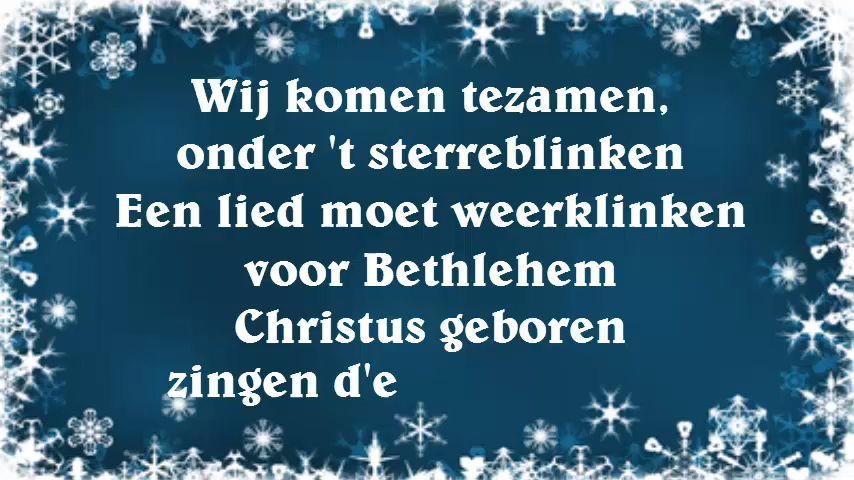 Wij komen tezamen,
onder 't sterreblinken
Een lied moet weerklinken
voor Bethlehem
Christus geboren
zingen d'e